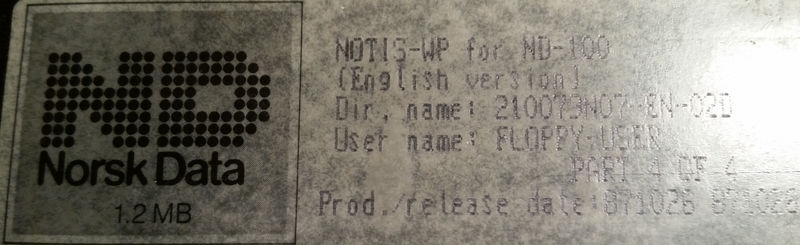 ND
Norsk Data
1.2 MB
NOTIS-WP for ND-100
(English version)
Dir. name: 210073N07-EN-02D
User name: FLOPPY-USER
PART 4 OF 4
Prod./release date:871026 871026